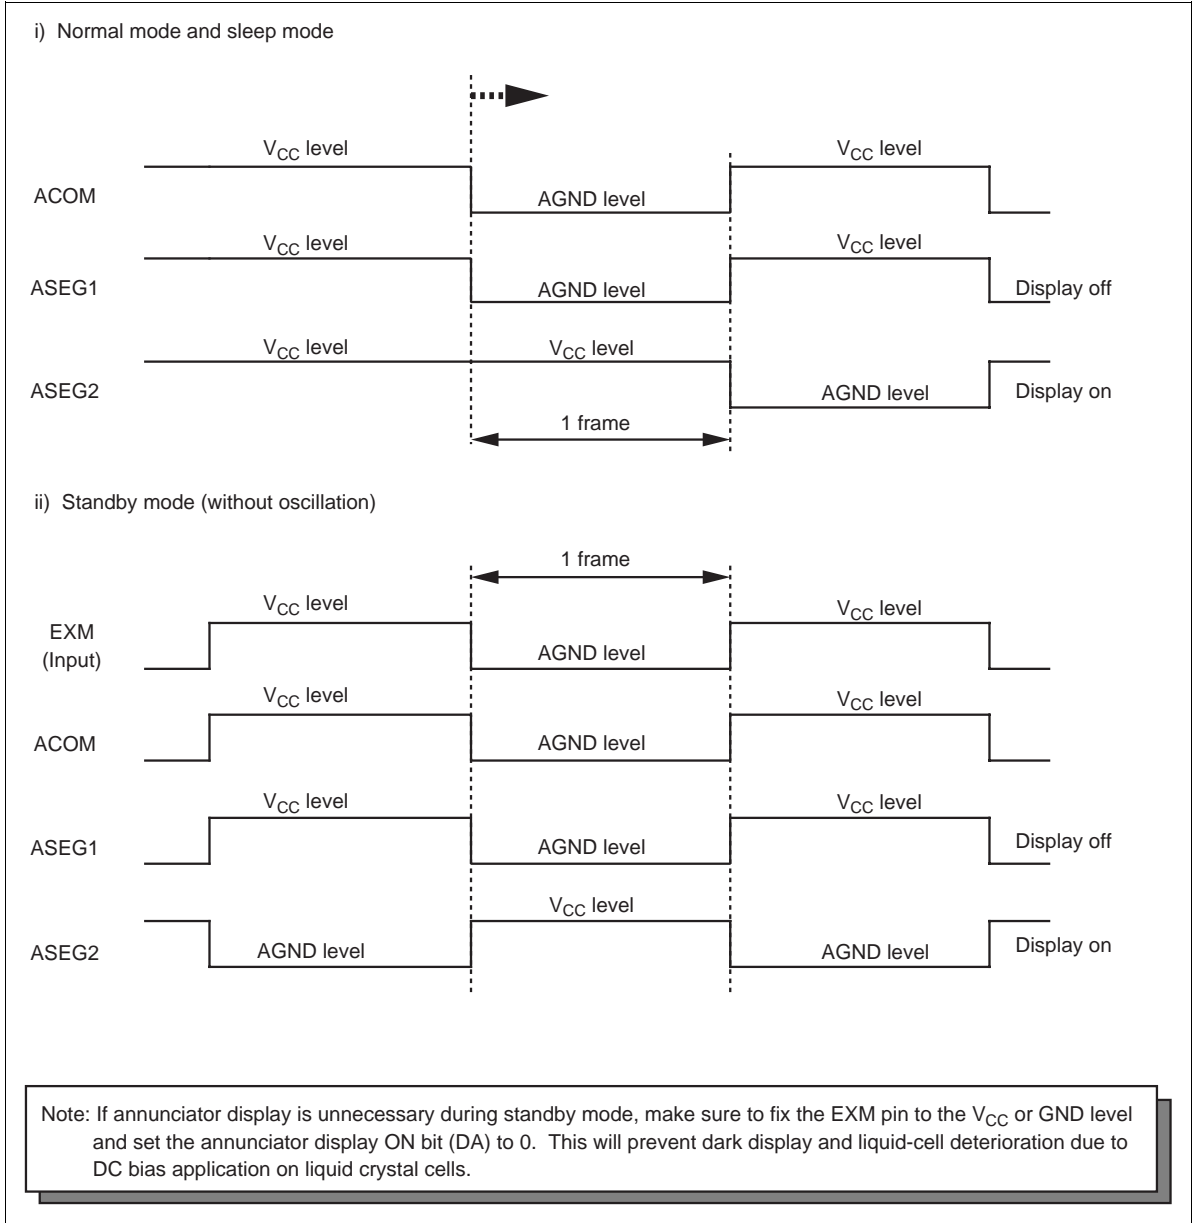 i) Normal mode and sleep mode
VCC level
VCC level
ACOM
AGND level
VCC level
VCC level
ASEG1
AGND level
Display off
VCC level
VCC level
ASEG2
AGND level
Display on
1 frame
ii) Standby mode (without oscillation)
1 frame
VCC level
VCC level
EXM
(Input)
AGND level
VCC level
VCC level
ACOM
AGND level
VCC level
VCC level
ASEG1
AGND level
Display off
VCC level
ASEG2
AGND level
AGND level
Display on
Note: If annunciator display is unnecessary during standby mode, make sure to fix the EXM pin to the VCC or GND level
and set the annunciator display ON bit (DA) to 0. This will prevent dark display and liquid-cell deterioration due to
DC bias application on liquid crystal cells.